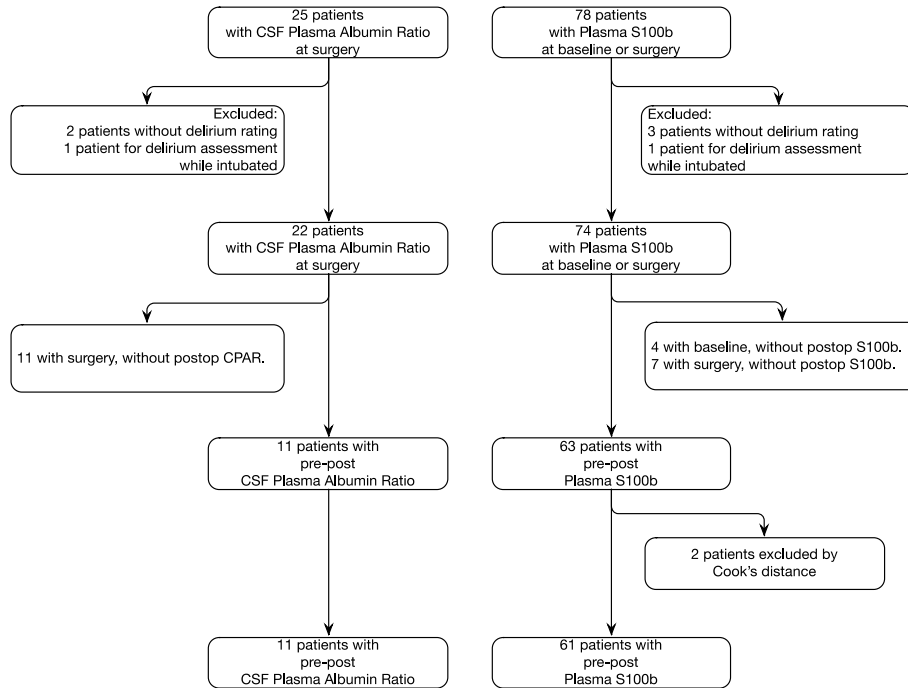 25 patients
with CSF Plasma Albumin Ratio
at surgery
78 patients
with Plasma S100b
at baseline or surgery
Excluded:
2 patients without delirium rating
1 patient for delirium assessment
while intubated
Excluded:
3 patients without delirium rating
1 patient for delirium assessment
while intubated
22 patients
with CSF Plasma Albumin Ratio
at surgery
74 patients
with Plasma S100b
at baseline or surgery
11 with surgery, without postop CPAR.
4 with baseline, without postop S100b.
7 with surgery, without postop S100b.
11 patients with
pre-post
CSF Plasma Albumin Ratio
63 patients with
pre-post
Plasma S100b
2 patients excluded by
Cook's distance
11 patients with
pre-post
CSF Plasma Albumin Ratio
61 patients with
pre-post
Plasma S100b